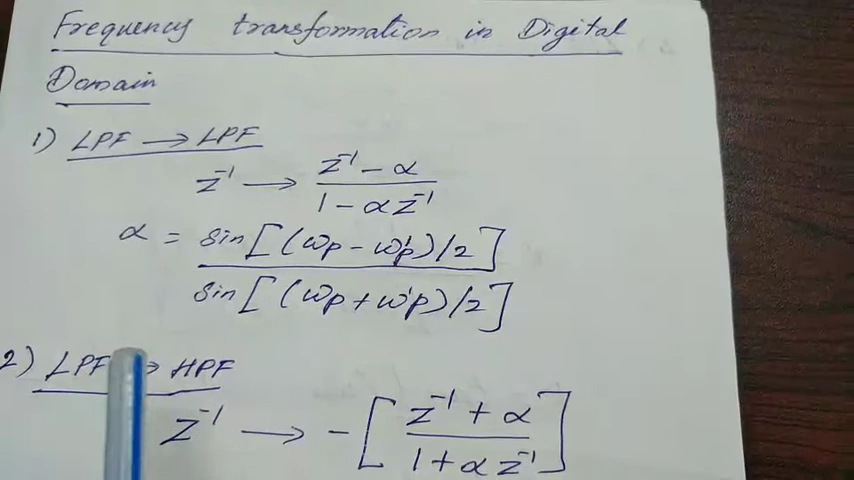 Frequency transformation in Digital
Domain
1) LPF → LPF
z⁻¹ → (z⁻¹ - α) / (1 - αz⁻¹)
α = sin[(ωp - ω'p)/2] / sin[(ωp + ω'p)/2]
2) LPF → HPF
z⁻¹ → -[(z⁻¹ + α) / (1 + αz⁻¹)]